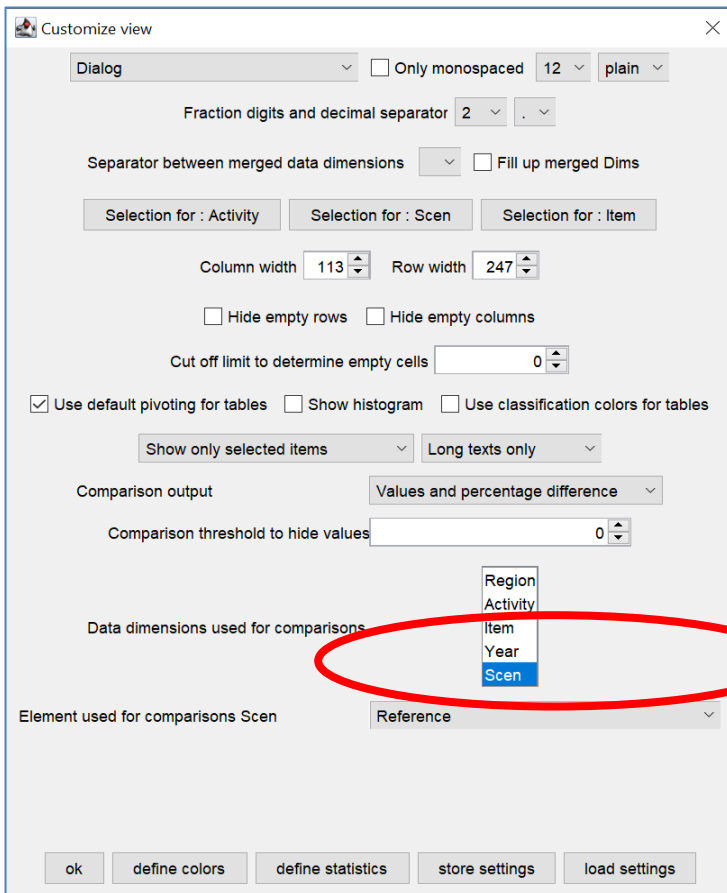 Customize view
Dialog Only monospaced 12 plain
Fraction digits and decimal separator 2 .
Separator between merged data dimensions Fill up merged Dims
Selection for : Activity Selection for : Scen Selection for : Item
Column width 113 Row width 247
Hide empty rows Hide empty columns
Cut off limit to determine empty cells 0
Use default pivoting for tables Show histogram Use classification colors for tables
Show only selected items Long texts only
Comparison output Values and percentage difference
Comparison threshold to hide values 0
Region
Activity
Data dimensions used for comparisons Item
Year
Scen
Element used for comparisons Scen Reference
ok define colors define statistics store settings load settings